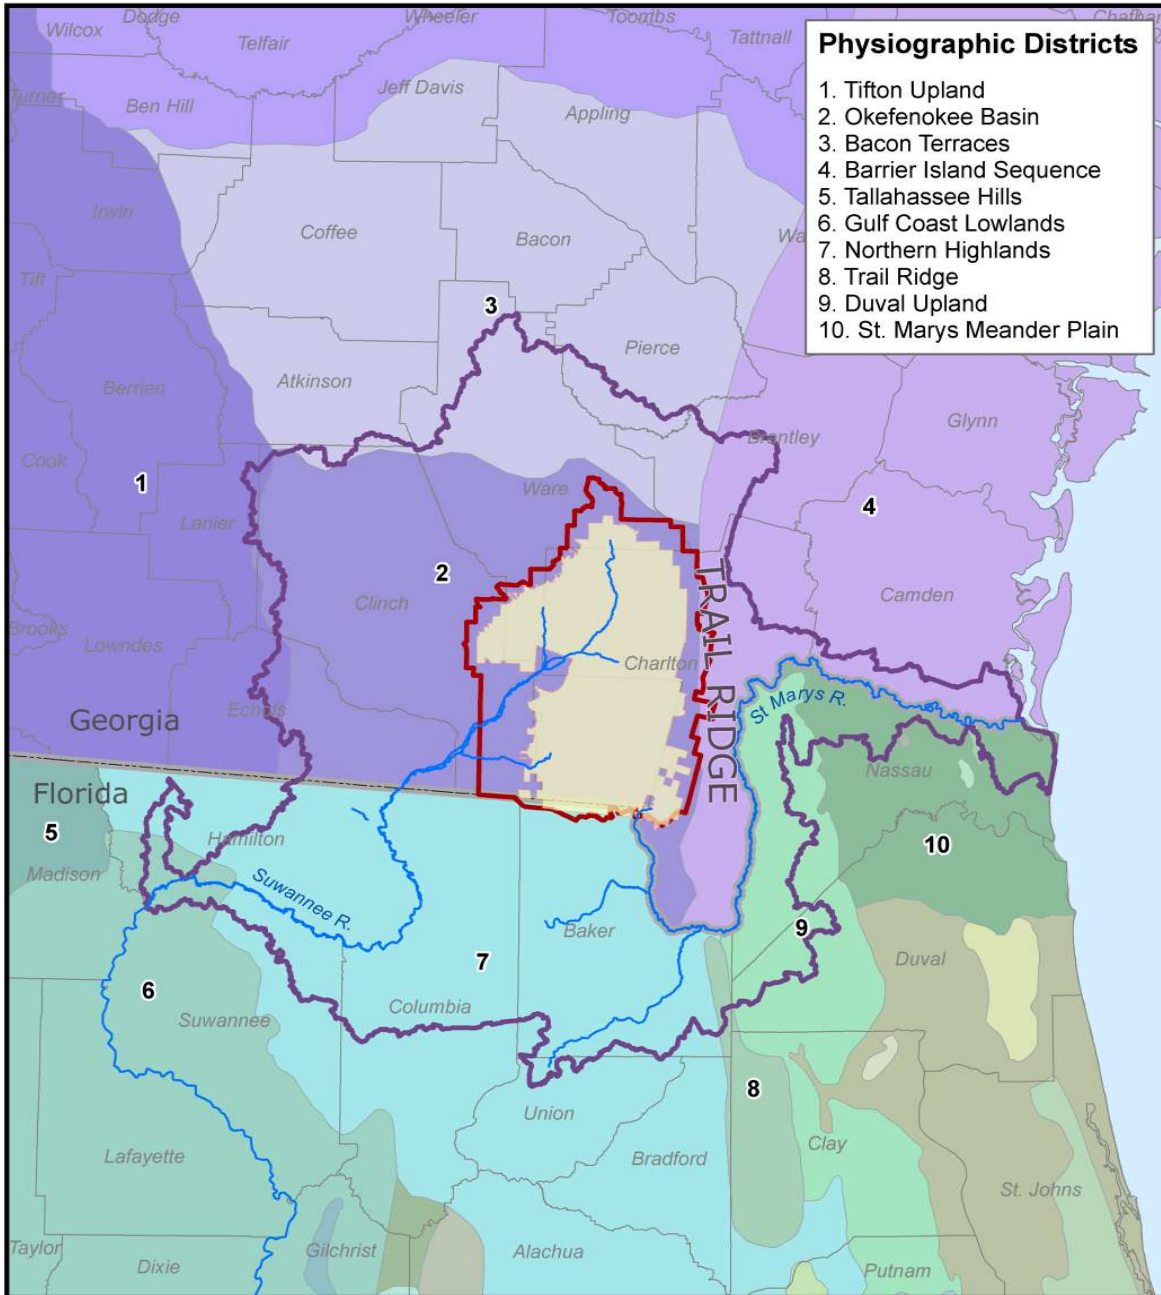 Dodge
Wheeler
Toombs
Wilcox
Telfair
Tattnall
Physiographic Districts
1. Tifton Upland
2. Okefenokee Basin
3. Bacon Terraces
4. Barrier Island Sequence
5. Tallahassee Hills
6. Gulf Coast Lowlands
7. Northern Highlands
8. Trail Ridge
9. Duval Upland
10. St. Marys Meander Plain
Turner
Ben Hill
Jeff Davis
Appling
Irwin
Coffee
Bacon
Tift
3
Pierce
Atkinson
Berrien
Glynn
Brantley
Cook
1
Ware
4
Lanier
2
TRAIL RIDGE
Clinch
Camden
Brooks
Lowndes
Charlton
Echols
St Marys R.
Georgia
Nassau
Florida
5
Hamilton
10
Madison
Suwannee R.
Baker
9
Duval
7
6
Columbia
Suwannee
8
Union
Clay
Lafayette
Bradford
St. Johns
Taylor
Gilchrist
Alachua
Dixie
Putnam